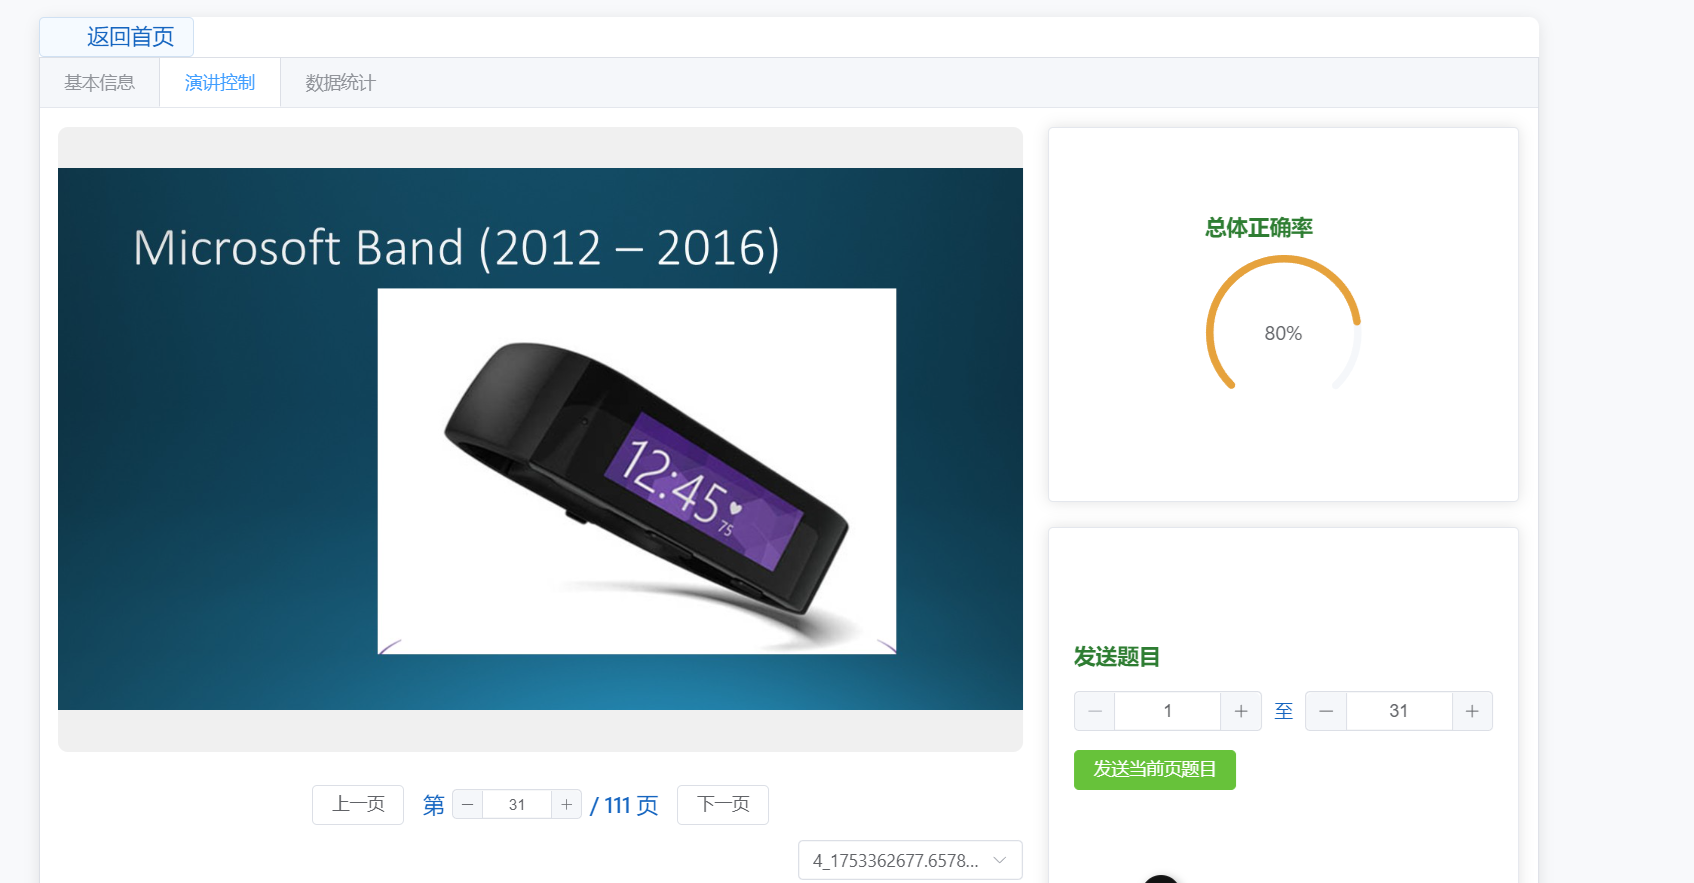 返回首页
基本信息
演讲控制
数据统计
Microsoft Band (2012 – 2016)
12:45
75
上一页
第
31
/ 111 页
下一页
4_1753362677.6578...
总体正确率
80%
发送题目
1
至
31
发送当前页题目